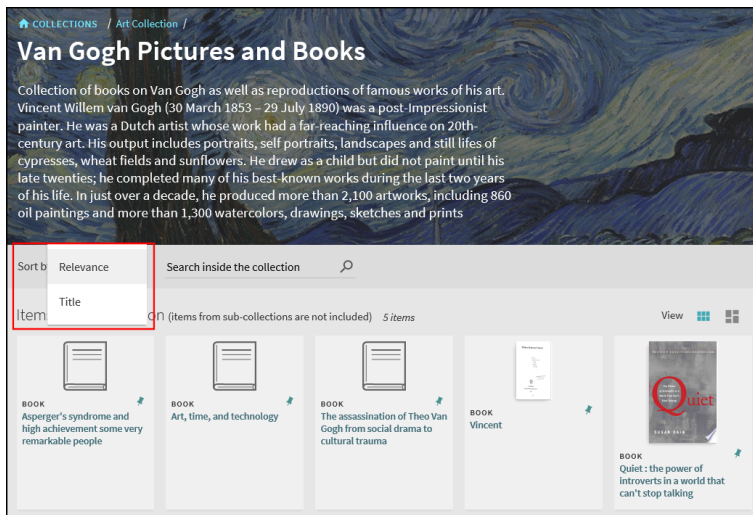 COLLECTIONS / Art Collection /
Van Gogh Pictures and Books
Collection of books on Van Gogh as well as reproductions of famous works of his art.
Vincent Willem van Gogh (30 March 1853 – 29 July 1890) was a post-Impressionist
painter. He was a Dutch artist whose work had a far-reaching influence on 20th-
century art. His output includes portraits, self portraits, landscapes and still lifes of
cypresses, wheat fields and sunflowers. He drew as a child but did not paint until his
late twenties; he completed many of his best-known works during the last two years
of his life. In just over a decade, he produced more than 2,100 artworks, including 860
oil paintings and more than 1,300 watercolors, drawings, sketches and prints
Sort b
Relevance
Search inside the collection
Title
Item
on (items from sub-collections are not included) 5 items
View
BOOK
Asperger's syndrome and
high achievement some very
remarkable people
BOOK
Art, time, and technology
BOOK
The assassination of Theo Van
Gogh from social drama to
cultural trauma
BOOK
Vincent
Quiet
BOOK
Quiet : the power of
introverts in a world that
can't stop talking